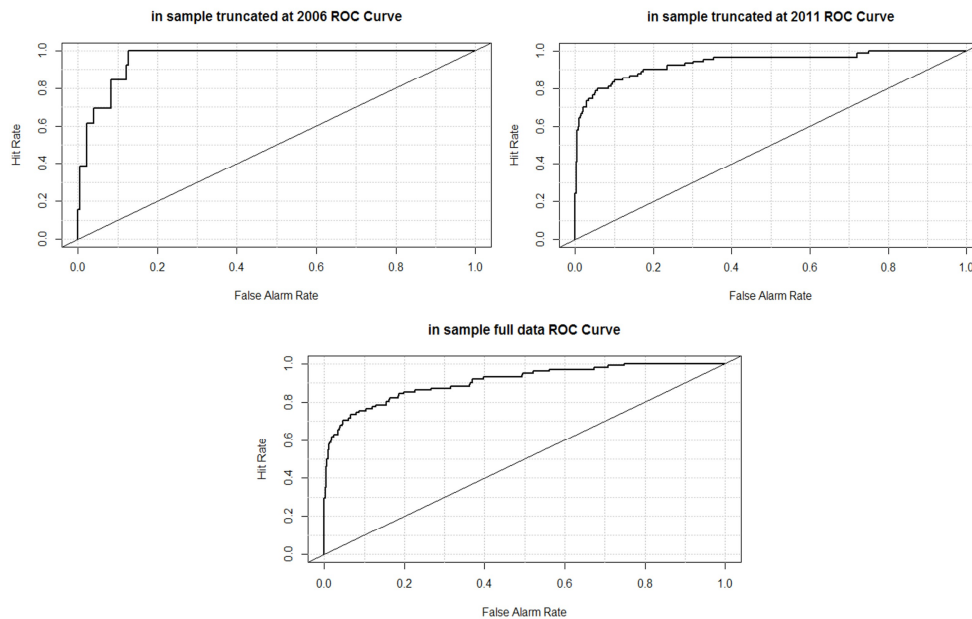 in sample truncated at 2006 ROC Curve
Hit Rate
1.0
0.8
0.6
0.4
0.2
0.0
0.0 0.2 0.4 0.6 0.8 1.0
False Alarm Rate
in sample truncated at 2011 ROC Curve
Hit Rate
1.0
0.8
0.6
0.4
0.2
0.0
0.0 0.2 0.4 0.6 0.8 1.0
False Alarm Rate
in sample full data ROC Curve
Hit Rate
1.0
0.8
0.6
0.4
0.2
0.0
0.0 0.2 0.4 0.6 0.8 1.0
False Alarm Rate